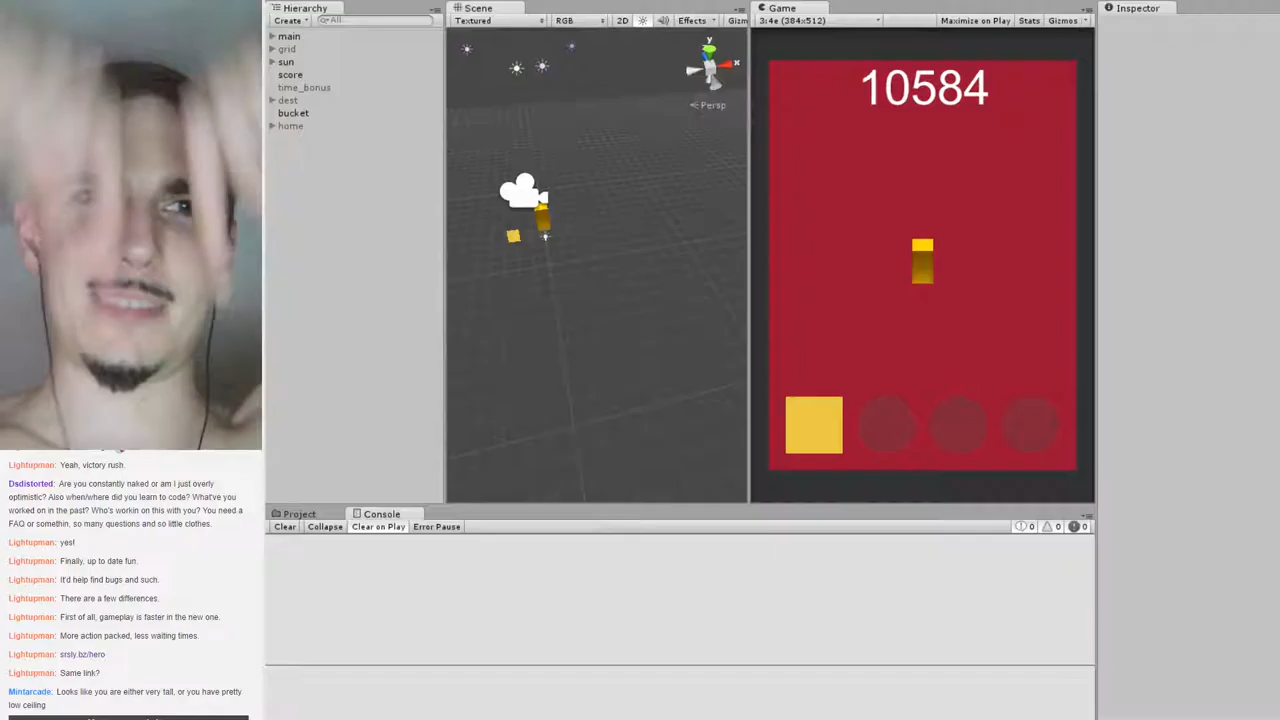 Hierarchy
Create
All
main
grid
sun
score
time_bonus
dest
bucket
home
Scene
Textured
RGB
2D
Effects
Gizm
y
x
Persp
Game
3:4e (384x512)
Maximize on Play
Stats
Gizmos
10584
Inspector
Project
Console
Clear
Collapse
Clear on Play
Error Pause
0
0
0
Lightupman: Yeah, victory rush.
Dsdistorted: Are you constantly naked or am I just overly
optimistic? Also when/where did you learn to code? What've you
worked on in the past? Who's workin on this with you? You need a
FAQ or somethin, so many questions and so little clothes.
Lightupman: yes!
Lightupman: Finally, up to date fun.
Lightupman: It'd help find bugs and such.
Lightupman: There are a few differences.
Lightupman: First of all, gameplay is faster in the new one.
Lightupman: More action packed, less waiting times.
Lightupman: srsly.bz/hero
Lightupman: Same link?
Mintarcade: Looks like you are either very tall, or you have pretty
low ceiling